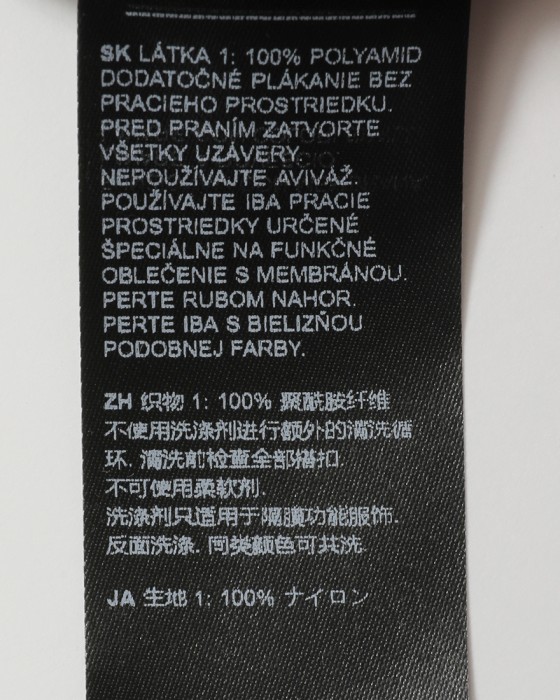 SK LÁTKA 1: 100% POLYAMID
DODATOČNÉ PLÁKANIE BEZ
PRACIEHO PROSTRIEDKU.
PRED PRANÍM ZATVORTE
VŠETKY UZÁVERY.
NEPOUŽÍVAJTE AVIVÁŽ.
POUŽÍVAJTE IBA PRACIE
PROSTRIEDKY URČENÉ
ŠPECIÁLNE NA FUNKČNÉ
OBLEČENIE S MEMBRÁNOU.
PERTE RUBOM NAHOR.
PERTE IBA S BIELIZŇOU
PODOBNEJ FARBY.
ZH 织物 1: 100% 聚酰胺纤维
不使用洗涤剂进行额外的漂洗循
环. 清洗前检查全部搭扣.
不可使用柔软剂.
洗涤剂只适用于隔膜功能服饰.
反面洗涤. 同类颜色可共洗.
JA 生地 1: 100% ナイロン